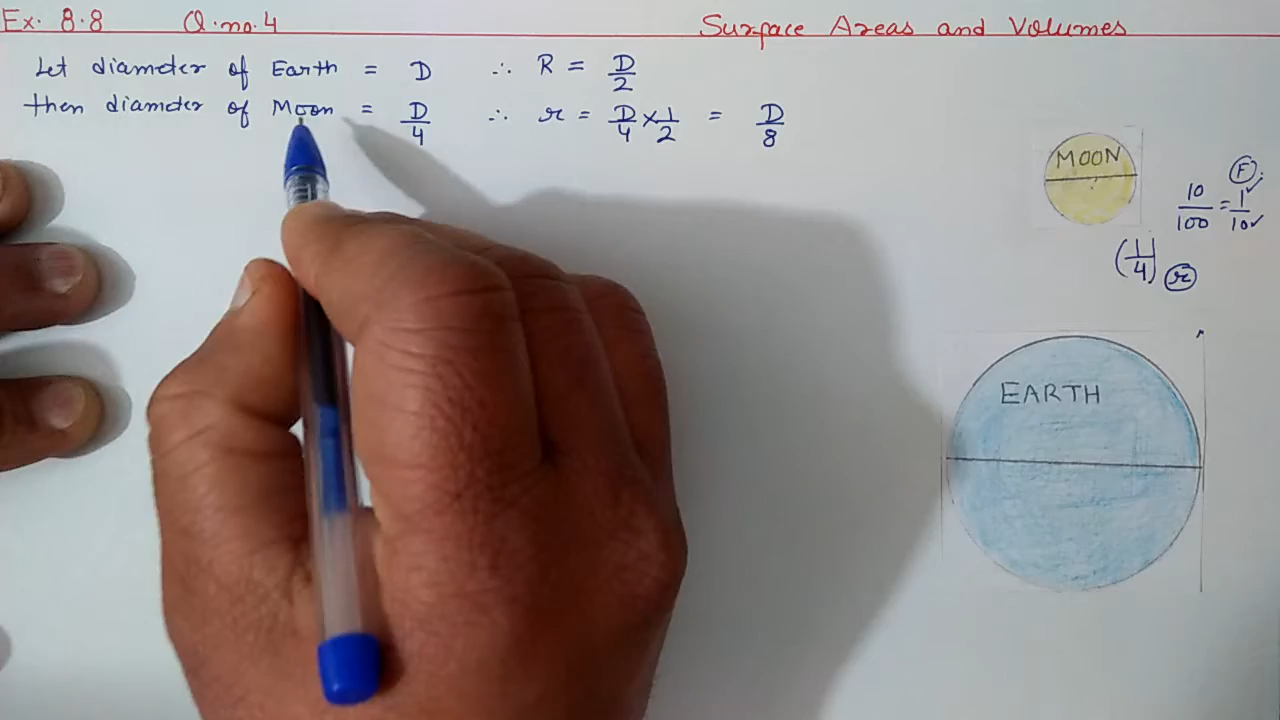 Ex. 8.8 Q.no.4 Surface Areas and Volumes
Let diameter of Earth = D ∴ R = D/2
then diameter of Moon = D/4 ∴ r = D/4 × 1/2 = D/8
MOON
F
10/100 = 1/10
(1/4) r
EARTH